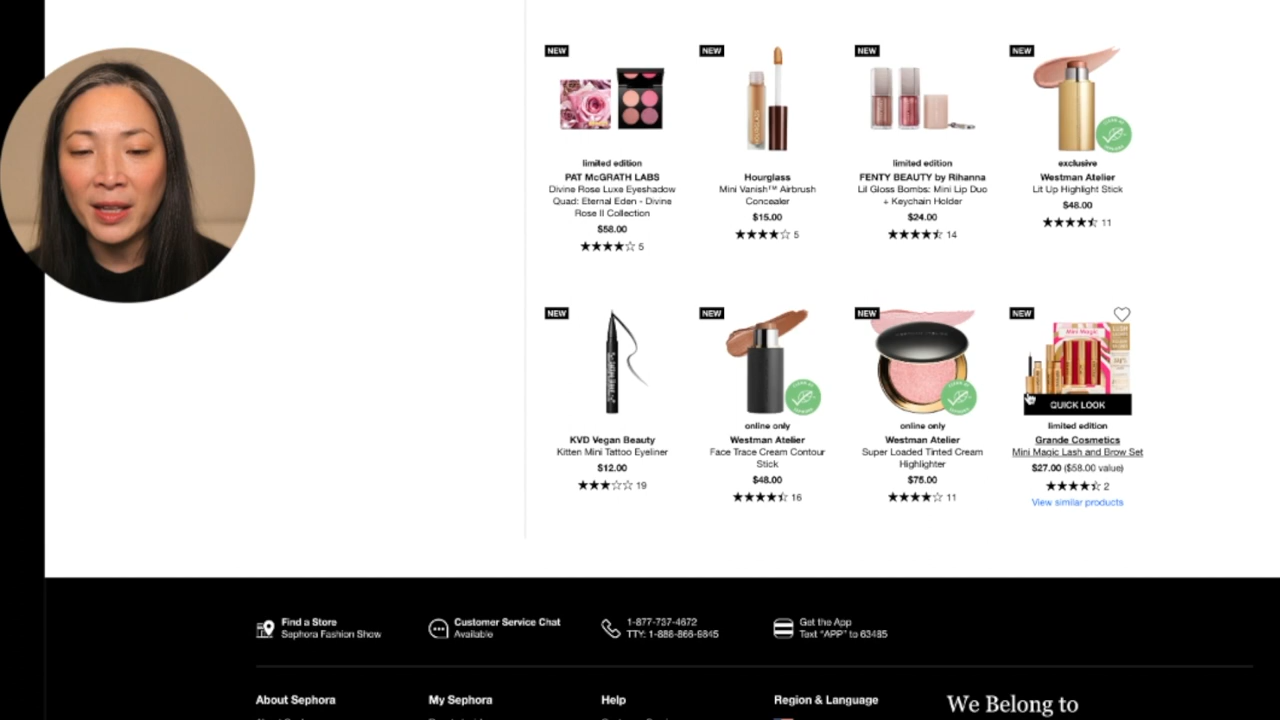 NEW
NEW
NEW
NEW
limited edition
PAT McGRATH LABS
Divine Rose Luxe Eyeshadow
Quad: Eternal Eden - Divine
Rose II Collection
$58.00
5
Hourglass
Mini Vanish™ Airbrush
Concealer
$15.00
5
limited edition
FENTY BEAUTY by Rihanna
Lil Gloss Bombs: Mini Lip Duo
+ Keychain Holder
$24.00
14
exclusive
Westman Atelier
Lit Up Highlight Stick
$48.00
11
NEW
NEW
NEW
NEW
KVD Vegan Beauty
Kitten Mini Tattoo Eyeliner
$12.00
19
online only
Westman Atelier
Face Trace Cream Contour
Stick
$48.00
16
online only
Westman Atelier
Super Loaded Tinted Cream
Highlighter
$75.00
11
Mini Magic
QUICK LOOK
limited edition
Grande Cosmetics
Mini Magic Lash and Brow Set
$27.00 ($58.00 value)
2
View similar products
Find a Store
Sephora Fashion Show
Customer Service Chat
Available
1-877-737-4672
TTY: 1-888-866-9845
Get the App
Text “APP” to 63485
About Sephora
My Sephora
Help
Region & Language
We Belong to